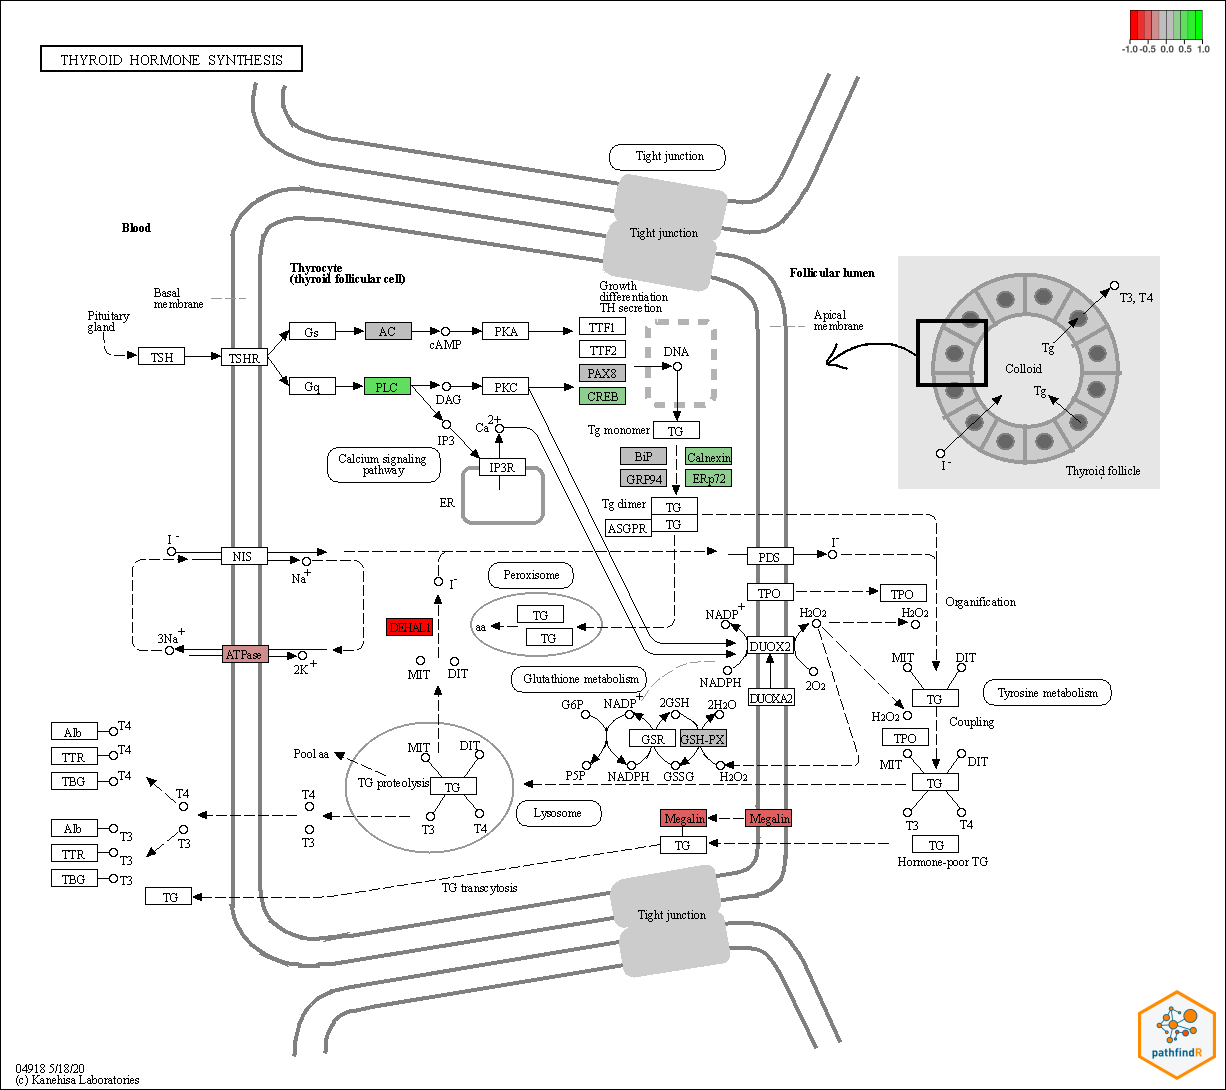 -1.0 -0.5 0.0 0.5 1.0
THYROID HORMONE SYNTHESIS
Tight junction
Tight junction
Blood
Thyrocyte
(thyroid follicular cell)
Follicular lumen
Basal
membrane
Growth
differentiation
TH secretion
Apical
membrane
Pituitary
gland
TSH
TSHR
Gs
AC
cAMP
PKA
TTF1
TTF2
PAX8
CREB
DNA
Gq
PLC
DAG
PKC
IP3
Ca2+
IP3R
ER
Calcium signaling
pathway
Tg monomer
TG
BiP
Calnexin
GRP94
ERp72
Tg dimer
TG
ASGPR
TG
T3, T4
Tg
Colloid
Tg
I-
Thyroid follicle
I-
NIS
Na+
3Na+
ATPase
2K+
I-
DEHAL1
MIT
DIT
Peroxisome
TG
TG
aa
PDS
I-
TPO
TPO
Organification
NADP+
H2O2
H2O2
DUOX2
NADPH
2O2
DUOXA2
Glutathione metabolism
G6P
NADP+
2GSH
2H2O
GSR
GSH-PX
P5P
NADPH
GSSG
H2O2
MIT
DIT
TG
Tyrosine metabolism
H2O2
Coupling
TPO
MIT
DIT
TG
T3
T4
TG
Hormone-poor TG
Alb
T4
TTR
T4
TBG
T4
Alb
T3
TTR
T3
TBG
T3
T4
T3
T4
T3
Pool aa
TG proteolysis
MIT
DIT
TG
T3
T4
Lysosome
Megalin
Megalin
TG
TG transcytosis
TG
Tight junction
pathfindR
04918 5/18/20
(c) Kanehisa Laboratories